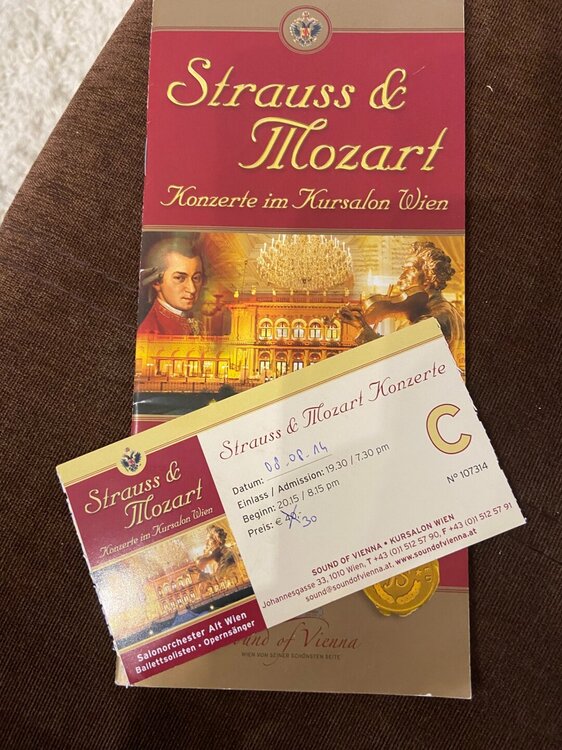 Strauss &
Mozart
Konzerte im Kursalon Wien
Strauss & Mozart Konzerte
C
Datum: 08.08.14
Einlass / Admission: 19.30 / 7.30 pm
Beginn: 20.15 / 8.15 pm
Preis: € 30
Nº 107314
SOUND OF VIENNA • KURSALON WIEN
Johannesgasse 33, 1010 Wien, T +43 (0)1 512 57 90, F +43 (0)1 512 57 91
sound@soundofvienna.at, www.soundofvienna.at
Strauss &
Mozart
Konzerte im Kursalon Wien
Salonorchester Alt Wien
Ballettsolisten • Opernsänger
Sound of Vienna
WIEN VON SEINER SCHÖNSTEN SEITE